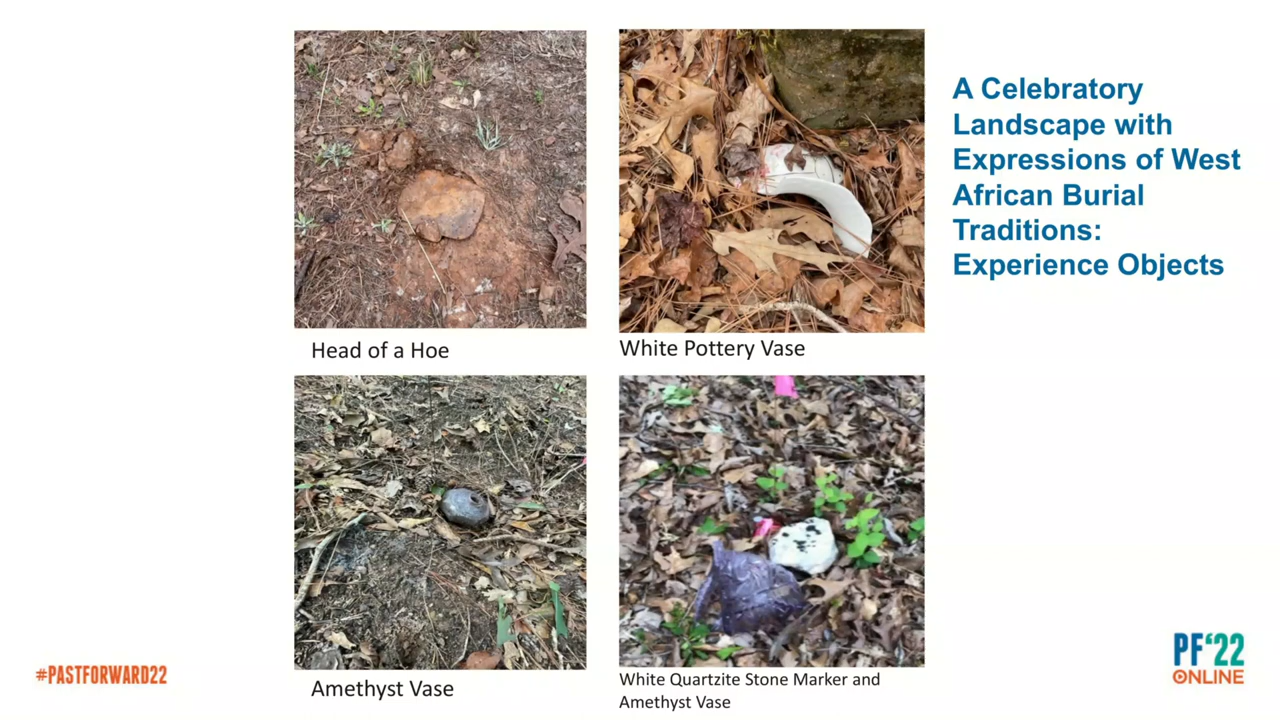 A Celebratory
Landscape with
Expressions of West
African Burial
Traditions:
Experience Objects
Head of a Hoe
White Pottery Vase
Amethyst Vase
White Quartzite Stone Marker and
Amethyst Vase
#PASTFORWARD22
PF'22
ONLINE